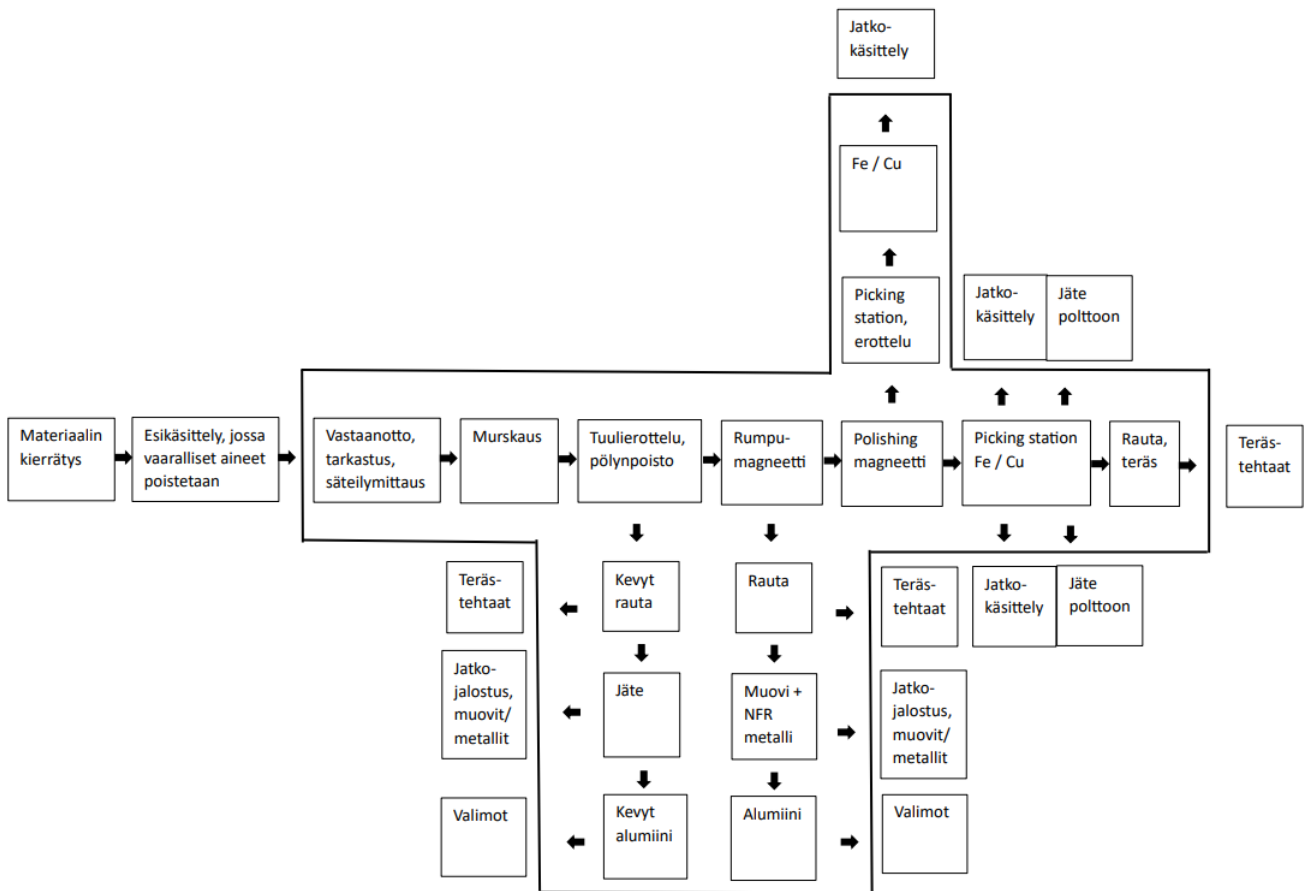 Jatko-
käsittely
Fe / Cu
Picking
station,
erottelu
Jatko-
käsittely
Jäte
polttoon
Materiaalin
kierrätys
Esikäsittely, jossa
vaaralliset aineet
poistetaan
Vastaanotto,
tarkastus,
säteilymittaus
Murskaus
Tuulierottelu,
pölynpoisto
Rumpu-
magneetti
Polishing
magneetti
Picking station
Fe / Cu
Rauta,
teräs
Teräs-
tehtaat
Teräs-
tehtaat
Kevyt
rauta
Rauta
Teräs-
tehtaat
Jatko-
käsittely
Jäte
polttoon
Jatko-
jalostus,
muovit/
metallit
Jäte
Muovi +
NFR
metalli
Jatko-
jalostus,
muovit/
metallit
Valimot
Kevyt
alumiini
Alumiini
Valimot